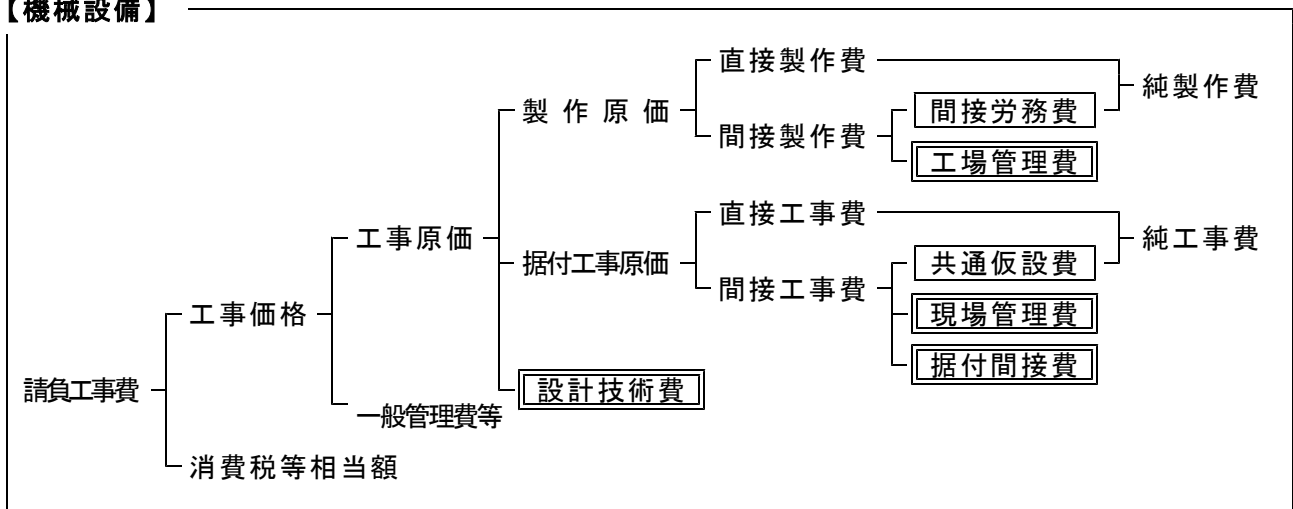 【機械設備】
直接製作費
純製作費
製作原価
間接労務費
間接製作費
工場管理費
直接工事費
工事原価
純工事費
据付工事原価
共通仮設費
間接工事費
工事価格
現場管理費
据付間接費
請負工事費
設計技術費
一般管理費等
消費税等相当額